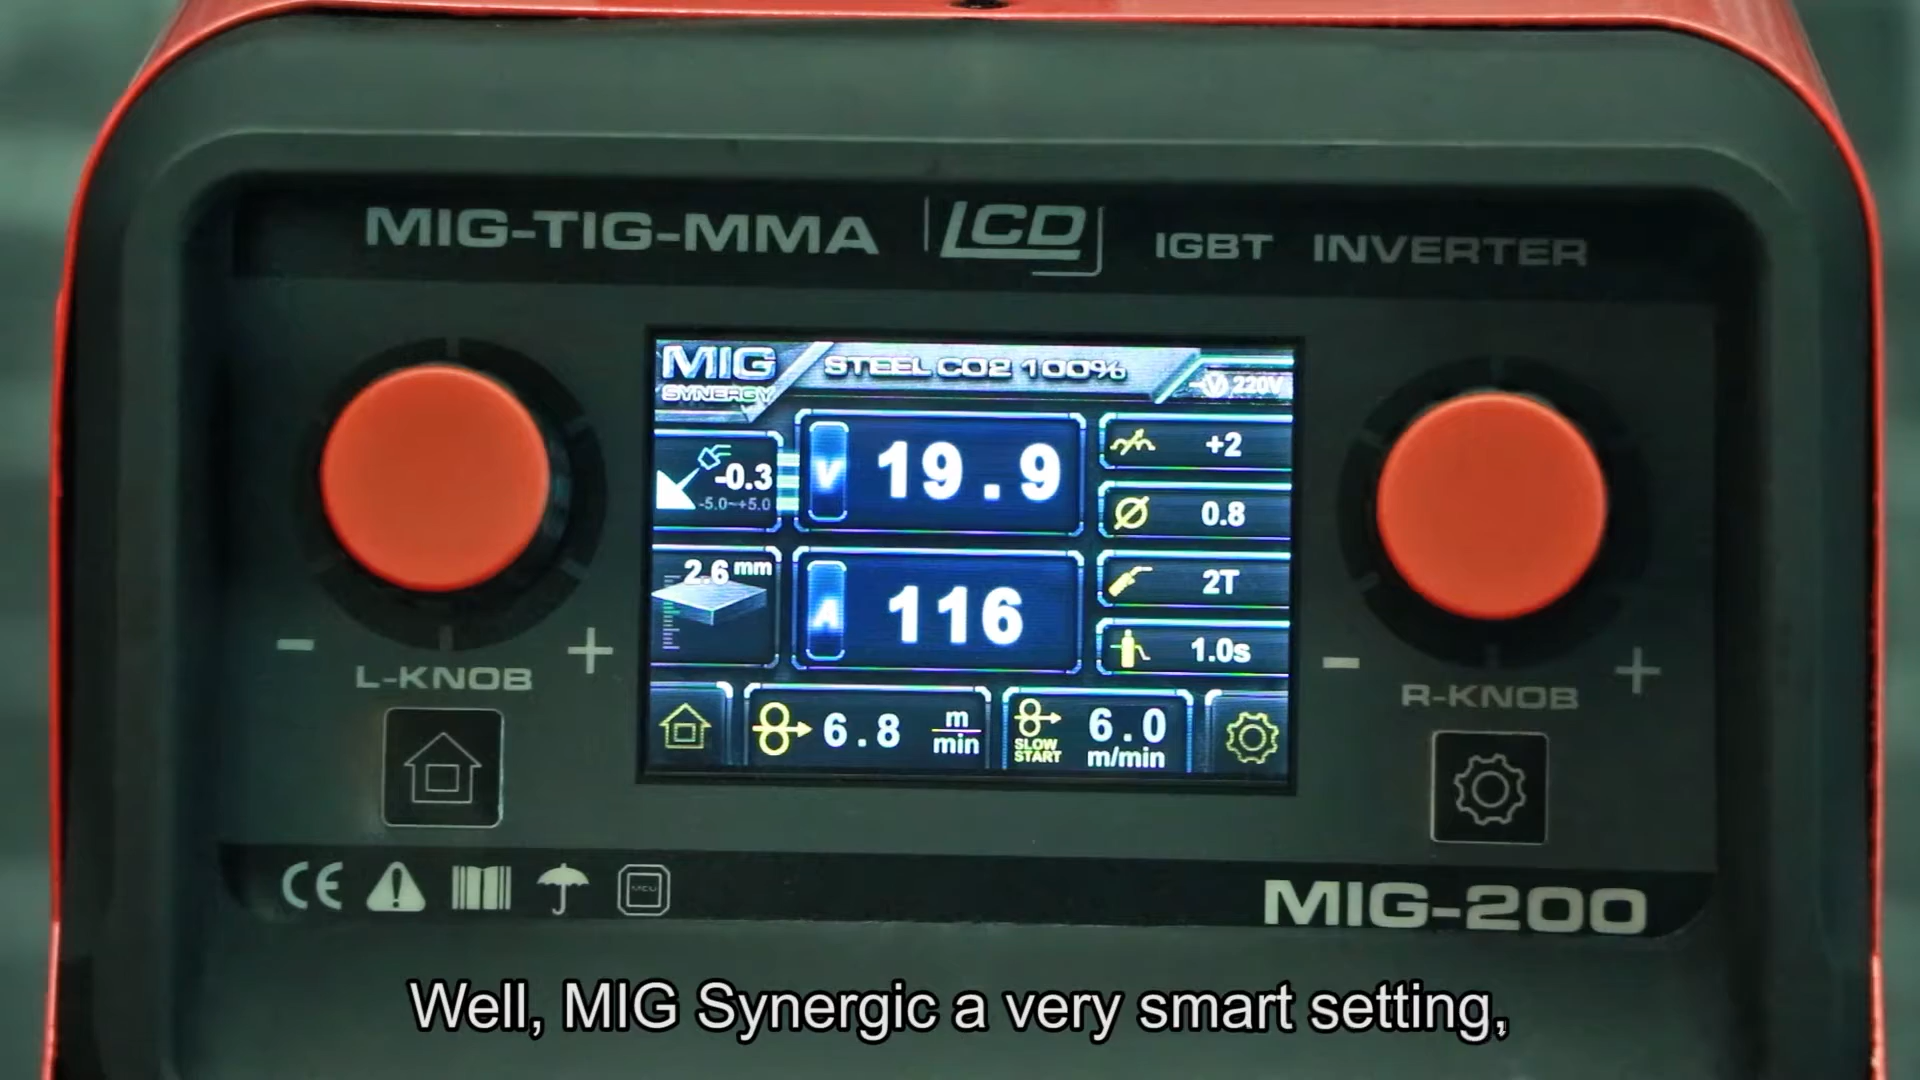 MIG-TIG-MMA LCD IGBT INVERTER
MIG
SYNERGY
STEEL CO2 100%
220V
-0.3
-5.0~+5.0
V 19.9
+2
0.8
2.6 mm
A 116
2T
1.0s
6.8 m/min
SLOW
START
6.0
m/min
- +
L-KNOB
- +
R-KNOB
CE
MIG-200
Well, MIG Synergic a very smart setting,